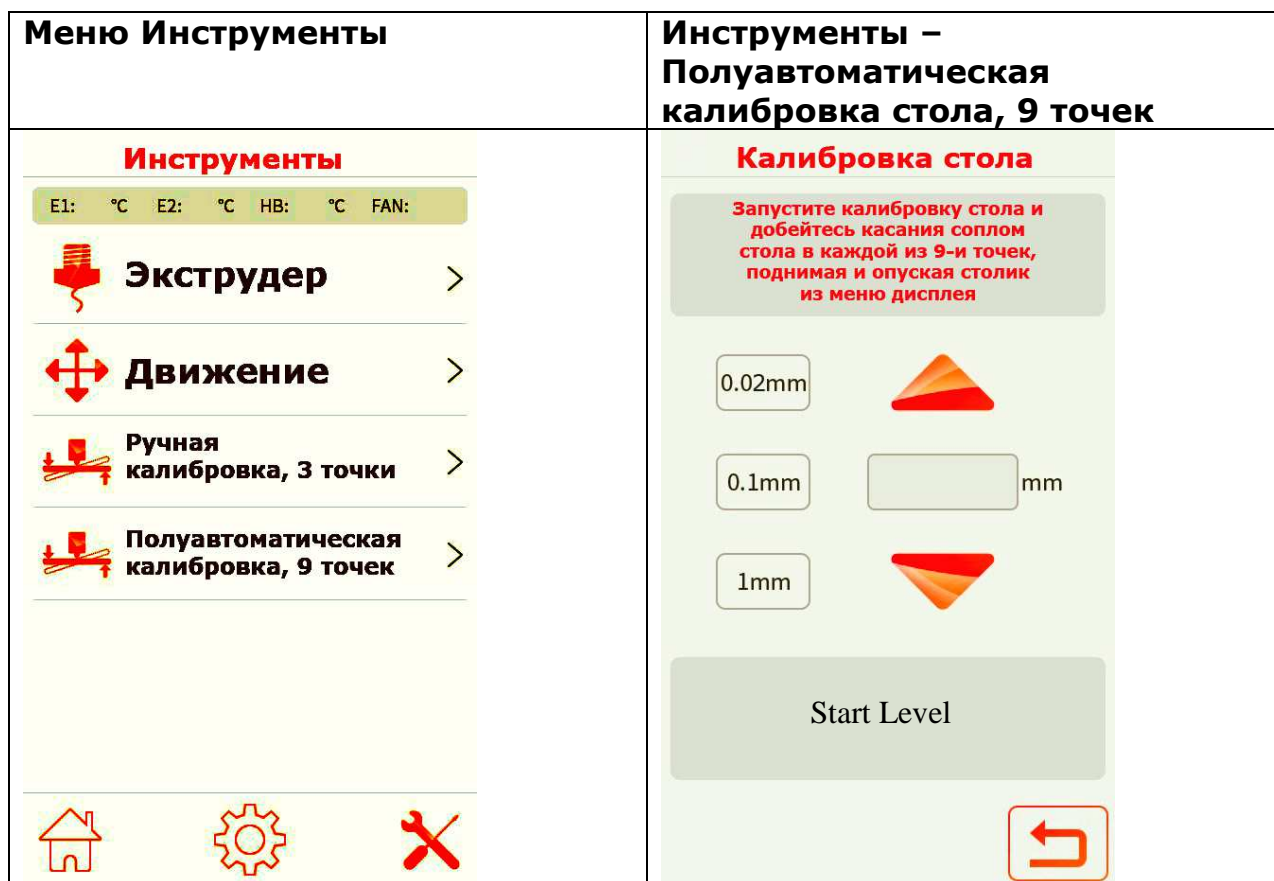 Меню Инструменты
Инструменты –
Полуавтоматическая
калибровка стола, 9 точек
Инструменты
E1: °C E2: °C HB: °C FAN:
Экструдер
Движение
Ручная
калибровка, 3 точки
Полуавтоматическая
калибровка, 9 точек
Калибровка стола
Запустите калибровку стола и
добейтесь касания соплом
стола в каждой из 9-и точек,
поднимая и опуская столик
из меню дисплея
0.02mm
0.1mm
mm
1mm
Start Level